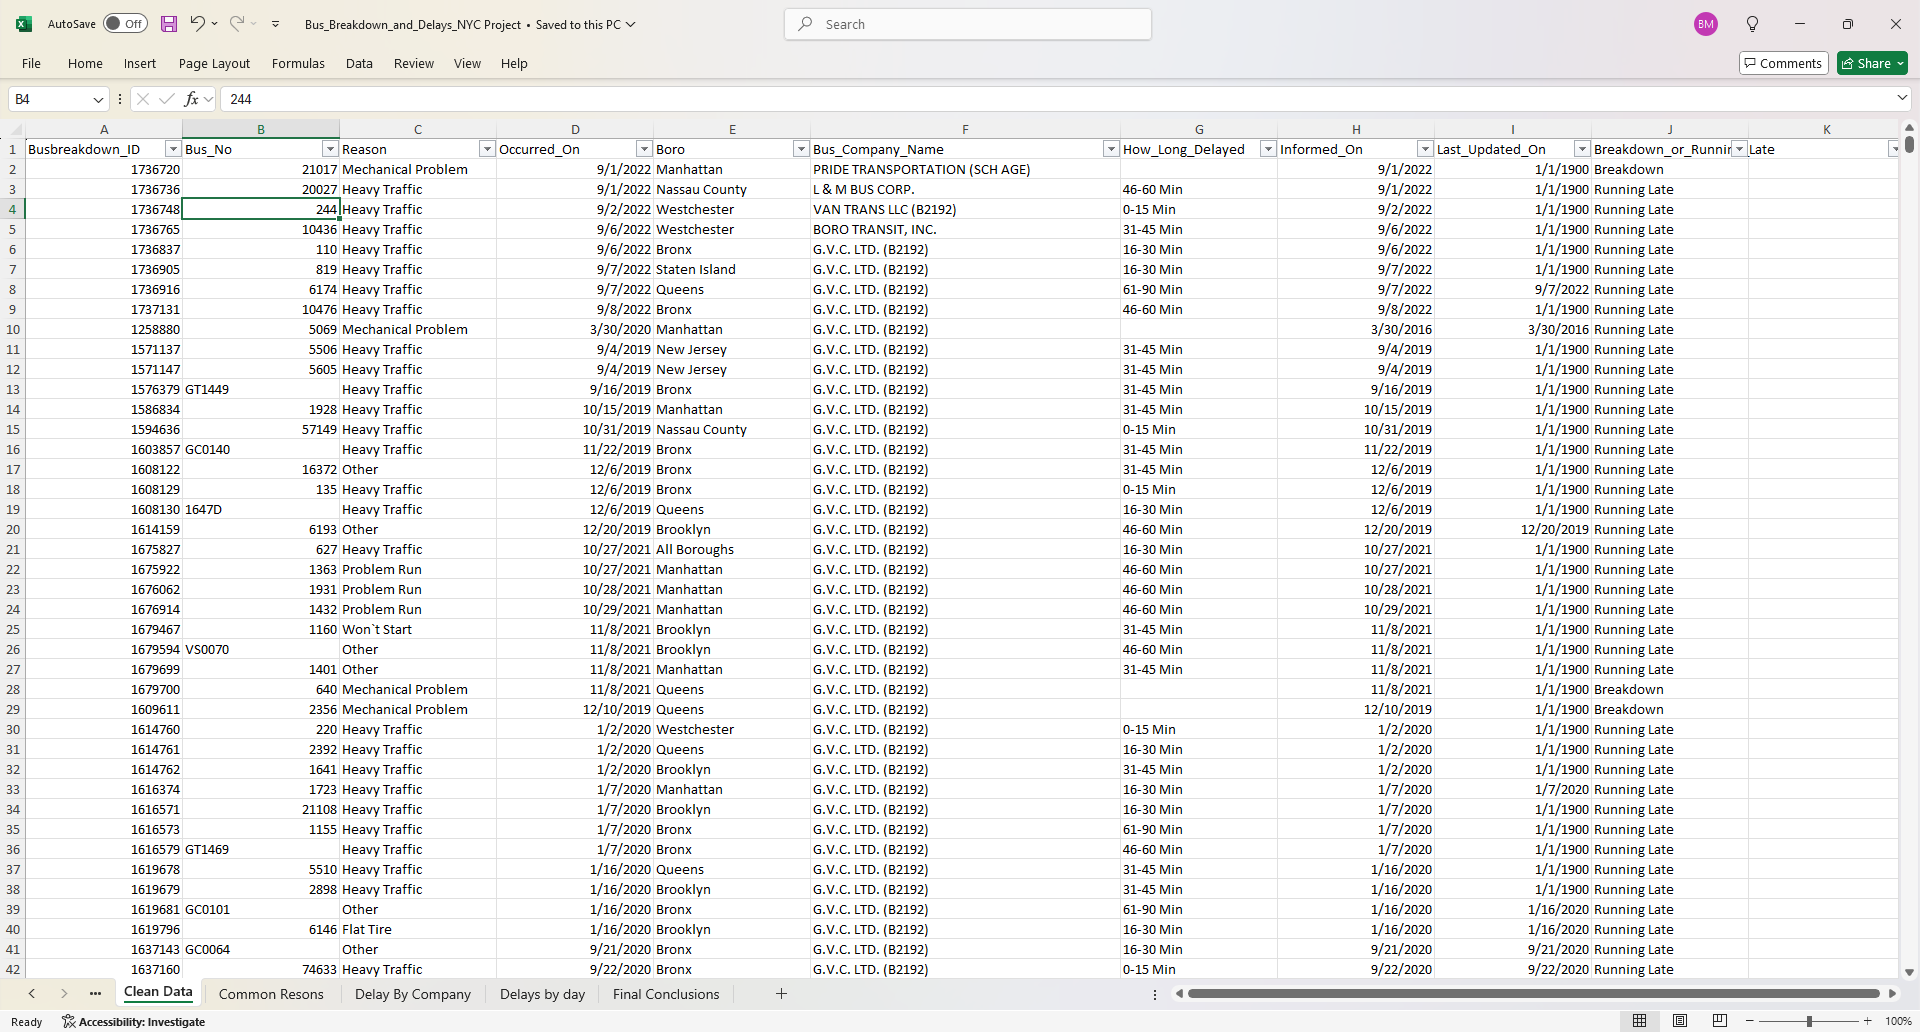 AutoSave Off Bus_Breakdown_and_Delays_NYC Project • Saved to this PC Search BM
File Home Insert Page Layout Formulas Data Review View Help Comments Share
B4 fx 244
A B C D E F G H I J K
1 Busbreakdown_ID Bus_No Reason Occurred_On Boro Bus_Company_Name How_Long_Delayed Informed_On Last_Updated_On Breakdown_or_Runnin _Late
2 1736720 21017 Mechanical Problem 9/1/2022 Manhattan PRIDE TRANSPORTATION (SCH AGE) 9/1/2022 1/1/1900 Breakdown
3 1736736 20027 Heavy Traffic 9/1/2022 Nassau County L & M BUS CORP. 46-60 Min 9/1/2022 1/1/1900 Running Late
4 1736748 244 Heavy Traffic 9/2/2022 Westchester VAN TRANS LLC (B2192) 0-15 Min 9/2/2022 1/1/1900 Running Late
5 1736765 10436 Heavy Traffic 9/6/2022 Westchester BORO TRANSIT, INC. 31-45 Min 9/6/2022 1/1/1900 Running Late
6 1736837 110 Heavy Traffic 9/6/2022 Bronx G.V.C. LTD. (B2192) 16-30 Min 9/6/2022 1/1/1900 Running Late
7 1736905 819 Heavy Traffic 9/7/2022 Staten Island G.V.C. LTD. (B2192) 16-30 Min 9/7/2022 1/1/1900 Running Late
8 1736916 6174 Heavy Traffic 9/7/2022 Queens G.V.C. LTD. (B2192) 61-90 Min 9/7/2022 9/7/2022 Running Late
9 1737131 10476 Heavy Traffic 9/8/2022 Bronx G.V.C. LTD. (B2192) 46-60 Min 9/8/2022 1/1/1900 Running Late
10 1258880 5069 Mechanical Problem 3/30/2020 Manhattan G.V.C. LTD. (B2192) 3/30/2016 3/30/2016 Running Late
11 1571137 5506 Heavy Traffic 9/4/2019 New Jersey G.V.C. LTD. (B2192) 31-45 Min 9/4/2019 1/1/1900 Running Late
12 1571147 5605 Heavy Traffic 9/4/2019 New Jersey G.V.C. LTD. (B2192) 31-45 Min 9/4/2019 1/1/1900 Running Late
13 1576379 GT1449 Heavy Traffic 9/16/2019 Bronx G.V.C. LTD. (B2192) 31-45 Min 9/16/2019 1/1/1900 Running Late
14 1586834 1928 Heavy Traffic 10/15/2019 Manhattan G.V.C. LTD. (B2192) 31-45 Min 10/15/2019 1/1/1900 Running Late
15 1594636 57149 Heavy Traffic 10/31/2019 Nassau County G.V.C. LTD. (B2192) 0-15 Min 10/31/2019 1/1/1900 Running Late
16 1603857 GC0140 Heavy Traffic 11/22/2019 Bronx G.V.C. LTD. (B2192) 31-45 Min 11/22/2019 1/1/1900 Running Late
17 1608122 16372 Other 12/6/2019 Bronx G.V.C. LTD. (B2192) 31-45 Min 12/6/2019 1/1/1900 Running Late
18 1608129 135 Heavy Traffic 12/6/2019 Bronx G.V.C. LTD. (B2192) 0-15 Min 12/6/2019 1/1/1900 Running Late
19 1608130 1647D Heavy Traffic 12/6/2019 Queens G.V.C. LTD. (B2192) 16-30 Min 12/6/2019 1/1/1900 Running Late
20 1614159 6193 Other 12/20/2019 Brooklyn G.V.C. LTD. (B2192) 46-60 Min 12/20/2019 12/20/2019 Running Late
21 1675827 627 Heavy Traffic 10/27/2021 All Boroughs G.V.C. LTD. (B2192) 16-30 Min 10/27/2021 1/1/1900 Running Late
22 1675922 1363 Problem Run 10/27/2021 Manhattan G.V.C. LTD. (B2192) 46-60 Min 10/27/2021 1/1/1900 Running Late
23 1676062 1931 Problem Run 10/28/2021 Manhattan G.V.C. LTD. (B2192) 46-60 Min 10/28/2021 1/1/1900 Running Late
24 1676914 1432 Problem Run 10/29/2021 Manhattan G.V.C. LTD. (B2192) 46-60 Min 10/29/2021 1/1/1900 Running Late
25 1679467 1160 Won`t Start 11/8/2021 Brooklyn G.V.C. LTD. (B2192) 31-45 Min 11/8/2021 1/1/1900 Running Late
26 1679594 VS0070 Other 11/8/2021 Brooklyn G.V.C. LTD. (B2192) 46-60 Min 11/8/2021 1/1/1900 Running Late
27 1679699 1401 Other 11/8/2021 Manhattan G.V.C. LTD. (B2192) 31-45 Min 11/8/2021 1/1/1900 Running Late
28 1679700 640 Mechanical Problem 11/8/2021 Queens G.V.C. LTD. (B2192) 11/8/2021 1/1/1900 Breakdown
29 1609611 2356 Mechanical Problem 12/10/2019 Queens G.V.C. LTD. (B2192) 12/10/2019 1/1/1900 Breakdown
30 1614760 220 Heavy Traffic 1/2/2020 Westchester G.V.C. LTD. (B2192) 0-15 Min 1/2/2020 1/1/1900 Running Late
31 1614761 2392 Heavy Traffic 1/2/2020 Queens G.V.C. LTD. (B2192) 16-30 Min 1/2/2020 1/1/1900 Running Late
32 1614762 1641 Heavy Traffic 1/2/2020 Brooklyn G.V.C. LTD. (B2192) 31-45 Min 1/2/2020 1/1/1900 Running Late
33 1616374 1723 Heavy Traffic 1/7/2020 Manhattan G.V.C. LTD. (B2192) 16-30 Min 1/7/2020 1/7/2020 Running Late
34 1616571 21108 Heavy Traffic 1/7/2020 Brooklyn G.V.C. LTD. (B2192) 16-30 Min 1/7/2020 1/1/1900 Running Late
35 1616573 1155 Heavy Traffic 1/7/2020 Bronx G.V.C. LTD. (B2192) 61-90 Min 1/7/2020 1/1/1900 Running Late
36 1616579 GT1469 Heavy Traffic 1/7/2020 Bronx G.V.C. LTD. (B2192) 46-60 Min 1/7/2020 1/1/1900 Running Late
37 1619678 5510 Heavy Traffic 1/16/2020 Queens G.V.C. LTD. (B2192) 31-45 Min 1/16/2020 1/1/1900 Running Late
38 1619679 2898 Heavy Traffic 1/16/2020 Brooklyn G.V.C. LTD. (B2192) 31-45 Min 1/16/2020 1/1/1900 Running Late
39 1619681 GC0101 Other 1/16/2020 Bronx G.V.C. LTD. (B2192) 61-90 Min 1/16/2020 1/16/2020 Running Late
40 1619796 6146 Flat Tire 1/16/2020 Brooklyn G.V.C. LTD. (B2192) 16-30 Min 1/16/2020 1/16/2020 Running Late
41 1637143 GC0064 Other 9/21/2020 Bronx G.V.C. LTD. (B2192) 16-30 Min 9/21/2020 9/21/2020 Running Late
42 1637160 74633 Heavy Traffic 9/22/2020 Bronx G.V.C. LTD. (B2192) 0-15 Min 9/22/2020 9/22/2020 Running Late
Clean Data Common Resons Delay By Company Delays by day Final Conclusions
Ready Accessibility: Investigate 100%